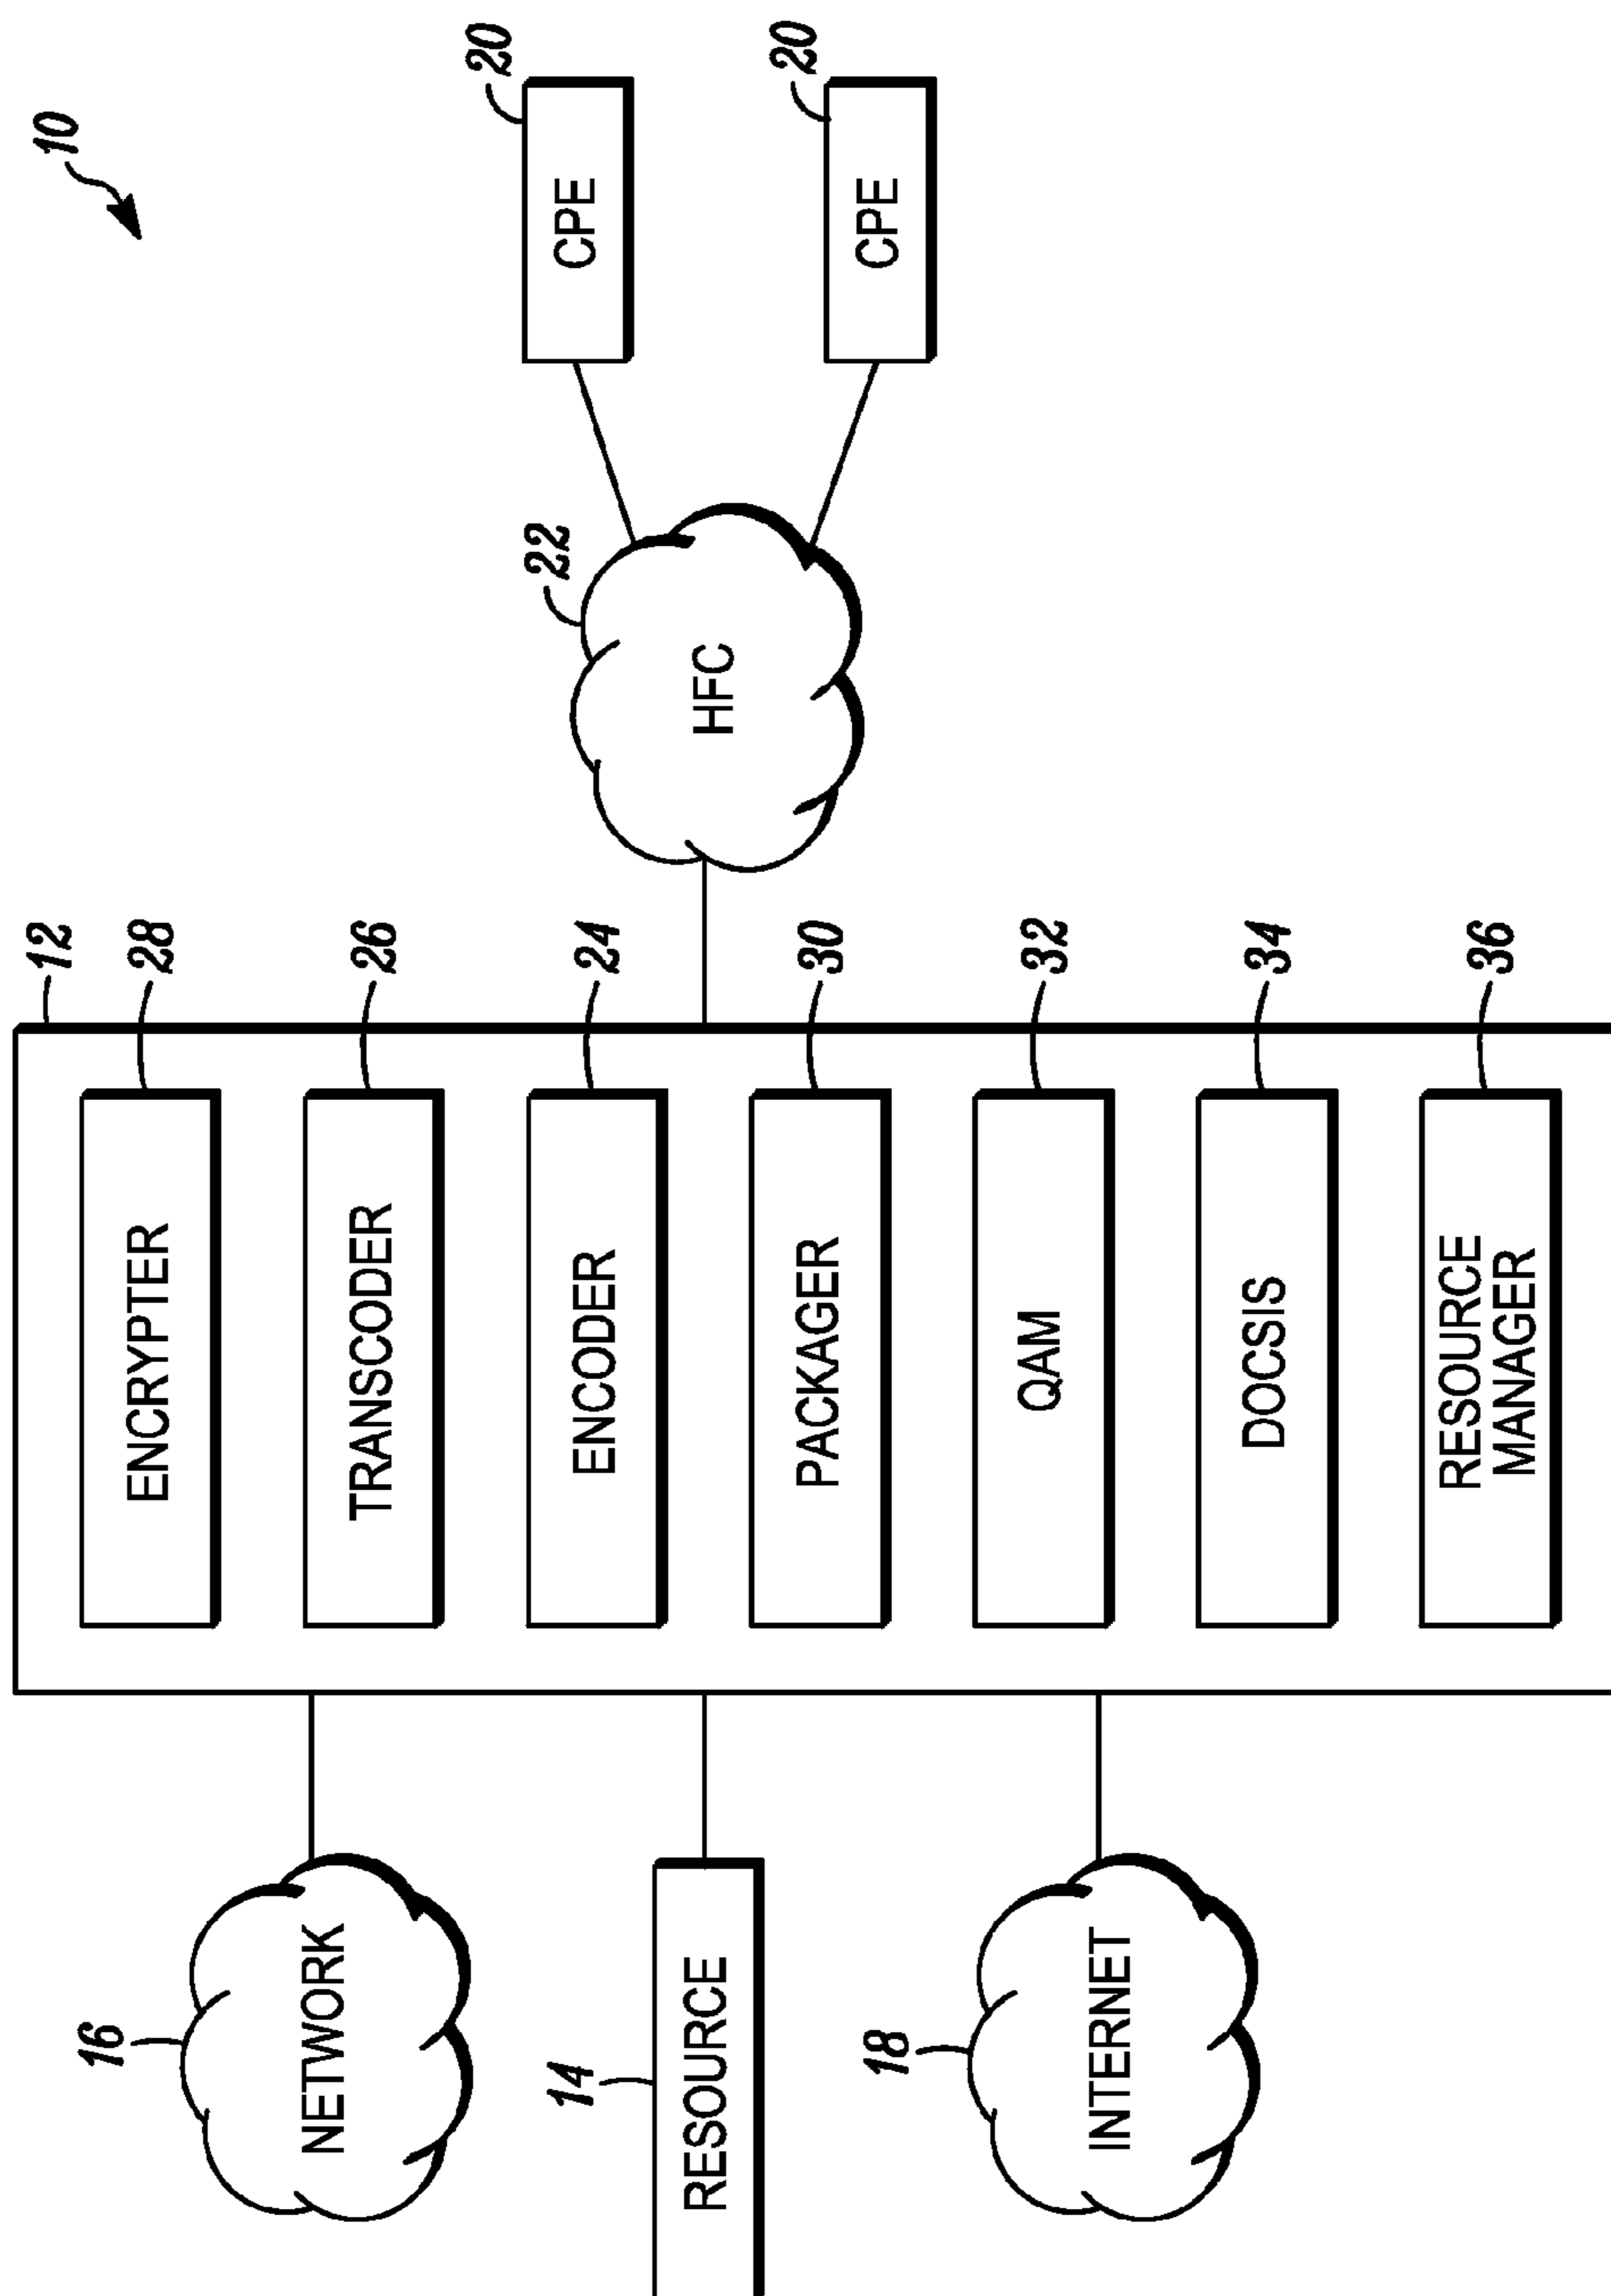 10
12
28
ENCRYPTER
26
TRANSCODER
24
ENCODER
30
PACKAGER
32
QAM
34
DOCSIS
36
RESOURCE
MANAGER
16
NETWORK
14
RESOURCE
18
INTERNET
22
HFC
20
CPE
20
CPE